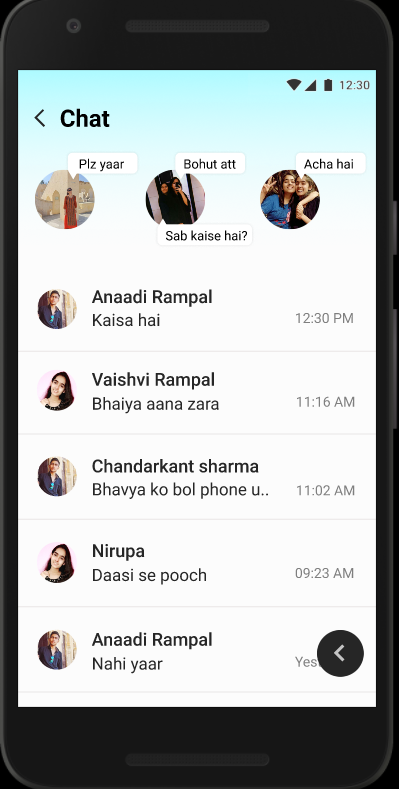 12:30
Chat
Plz yaar
Bohut att
Acha hai
Sab kaise hai?
Anaadi Rampal
Kaisa hai
12:30 PM
Vaishvi Rampal
Bhaiya aana zara
11:16 AM
Chandarkant sharma
Bhavya ko bol phone u..
11:02 AM
Nirupa
Daasi se pooch
09:23 AM
Anaadi Rampal
Nahi yaar